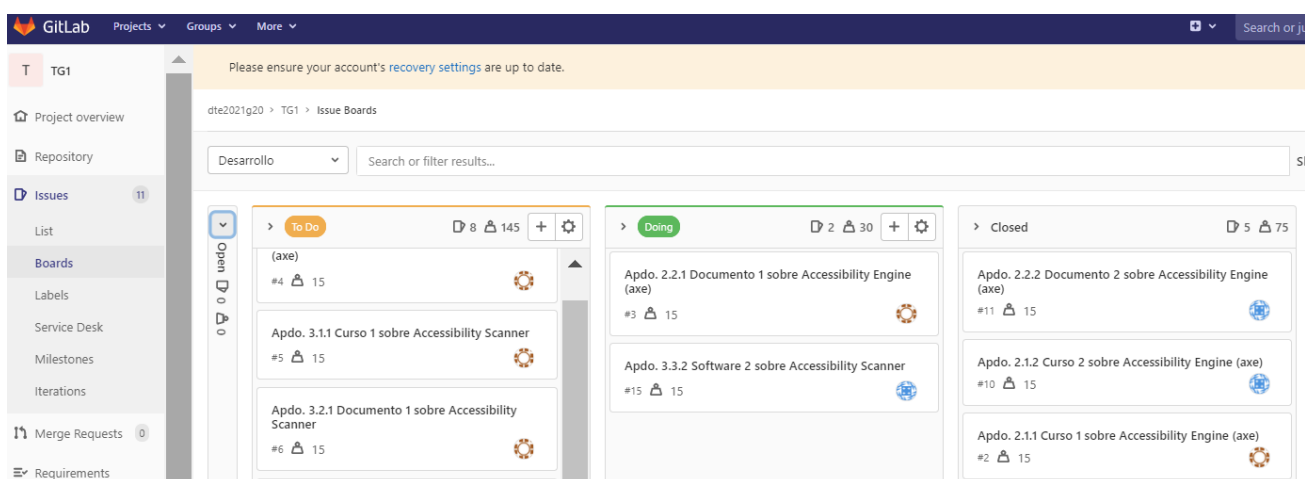 GitLab Projects Groups More Search or ju
T TG1
Please ensure your account's recovery settings are up to date.
Project overview
dte2021g20 > TG1 > Issue Boards
Repository
Desarrollo Search or filter results...
Issues 11
List
Boards
Labels
Service Desk
Milestones
Iterations
Merge Requests 0
Requirements
Open 0 0
To Do 8 145
(axe)
#4 15
Apdo. 3.1.1 Curso 1 sobre Accessibility Scanner
#5 15
Apdo. 3.2.1 Documento 1 sobre Accessibility
Scanner
#6 15
Doing 2 30
Apdo. 2.2.1 Documento 1 sobre Accessibility Engine
(axe)
#3 15
Apdo. 3.3.2 Software 2 sobre Accessibility Scanner
#15 15
Closed 5 75
Apdo. 2.2.2 Documento 2 sobre Accessibility Engine
(axe)
#11 15
Apdo. 2.1.2 Curso 2 sobre Accessibility Engine (axe)
#10 15
Apdo. 2.1.1 Curso 1 sobre Accessibility Engine (axe)
#2 15